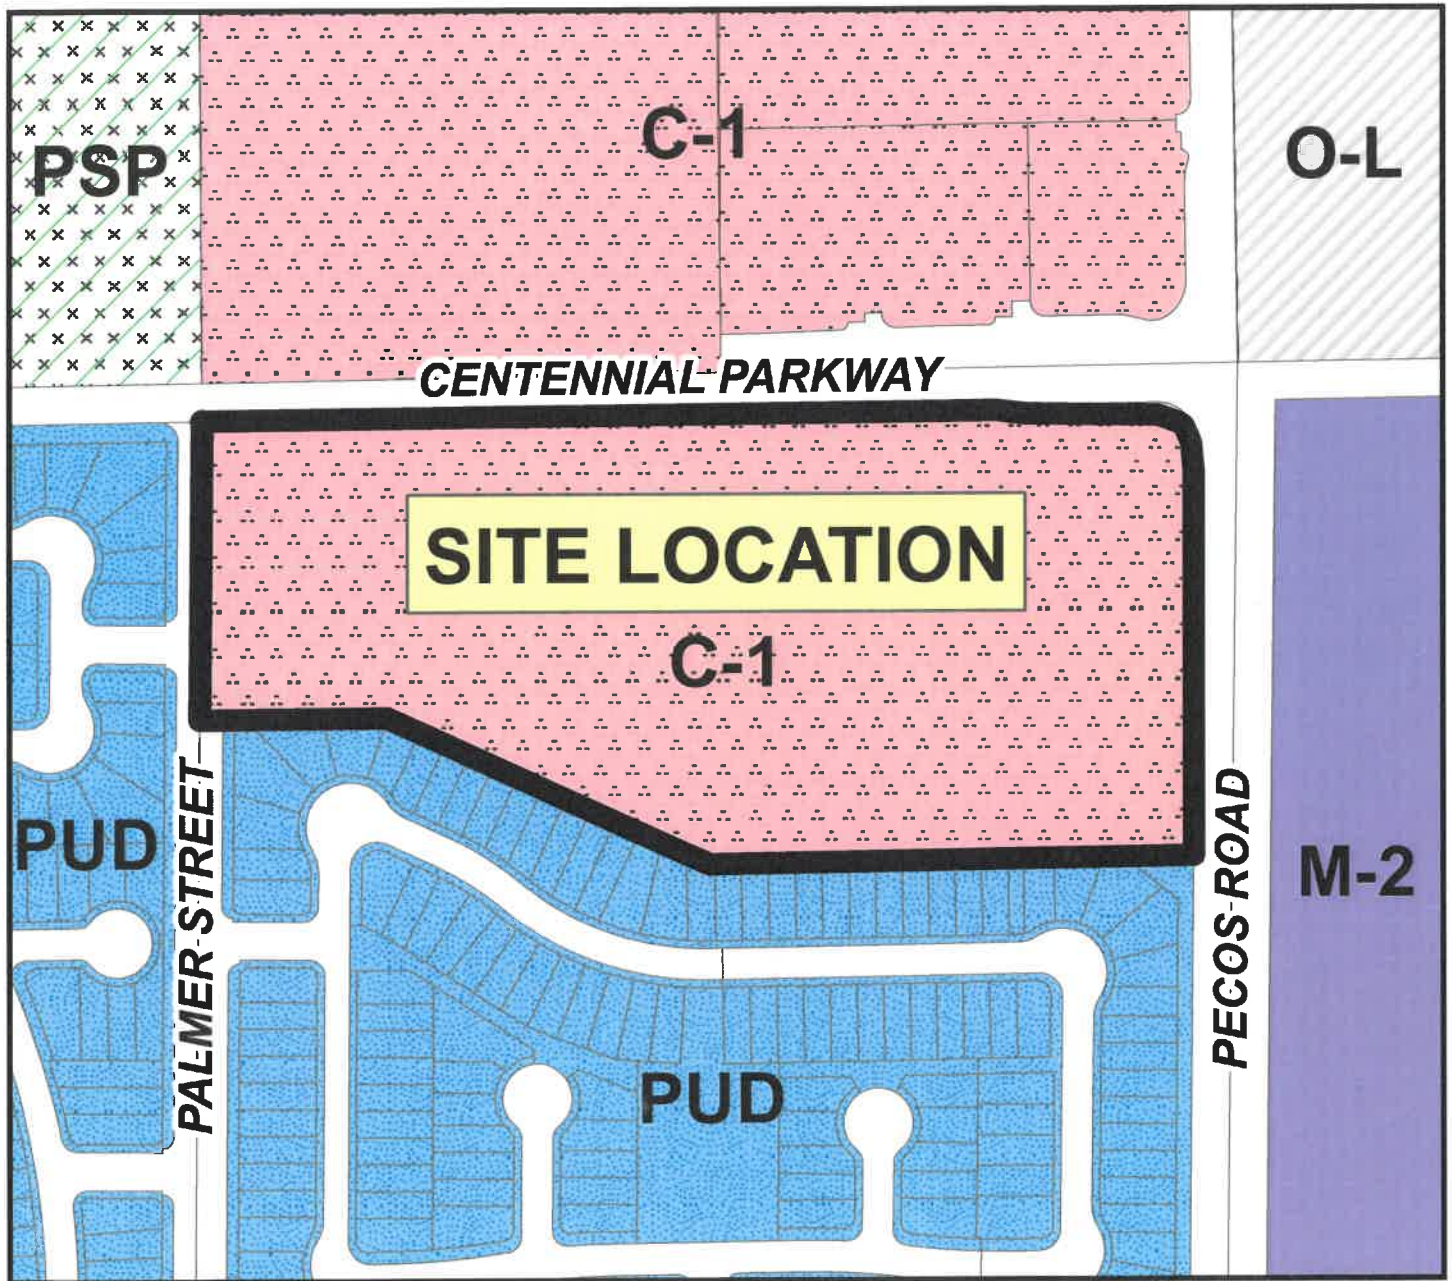 C-1
PSP
O-L
CENTENNIAL PARKWAY
SITE LOCATION
C-1
PUD
PALMER STREET
PECOS ROAD
M-2
PUD